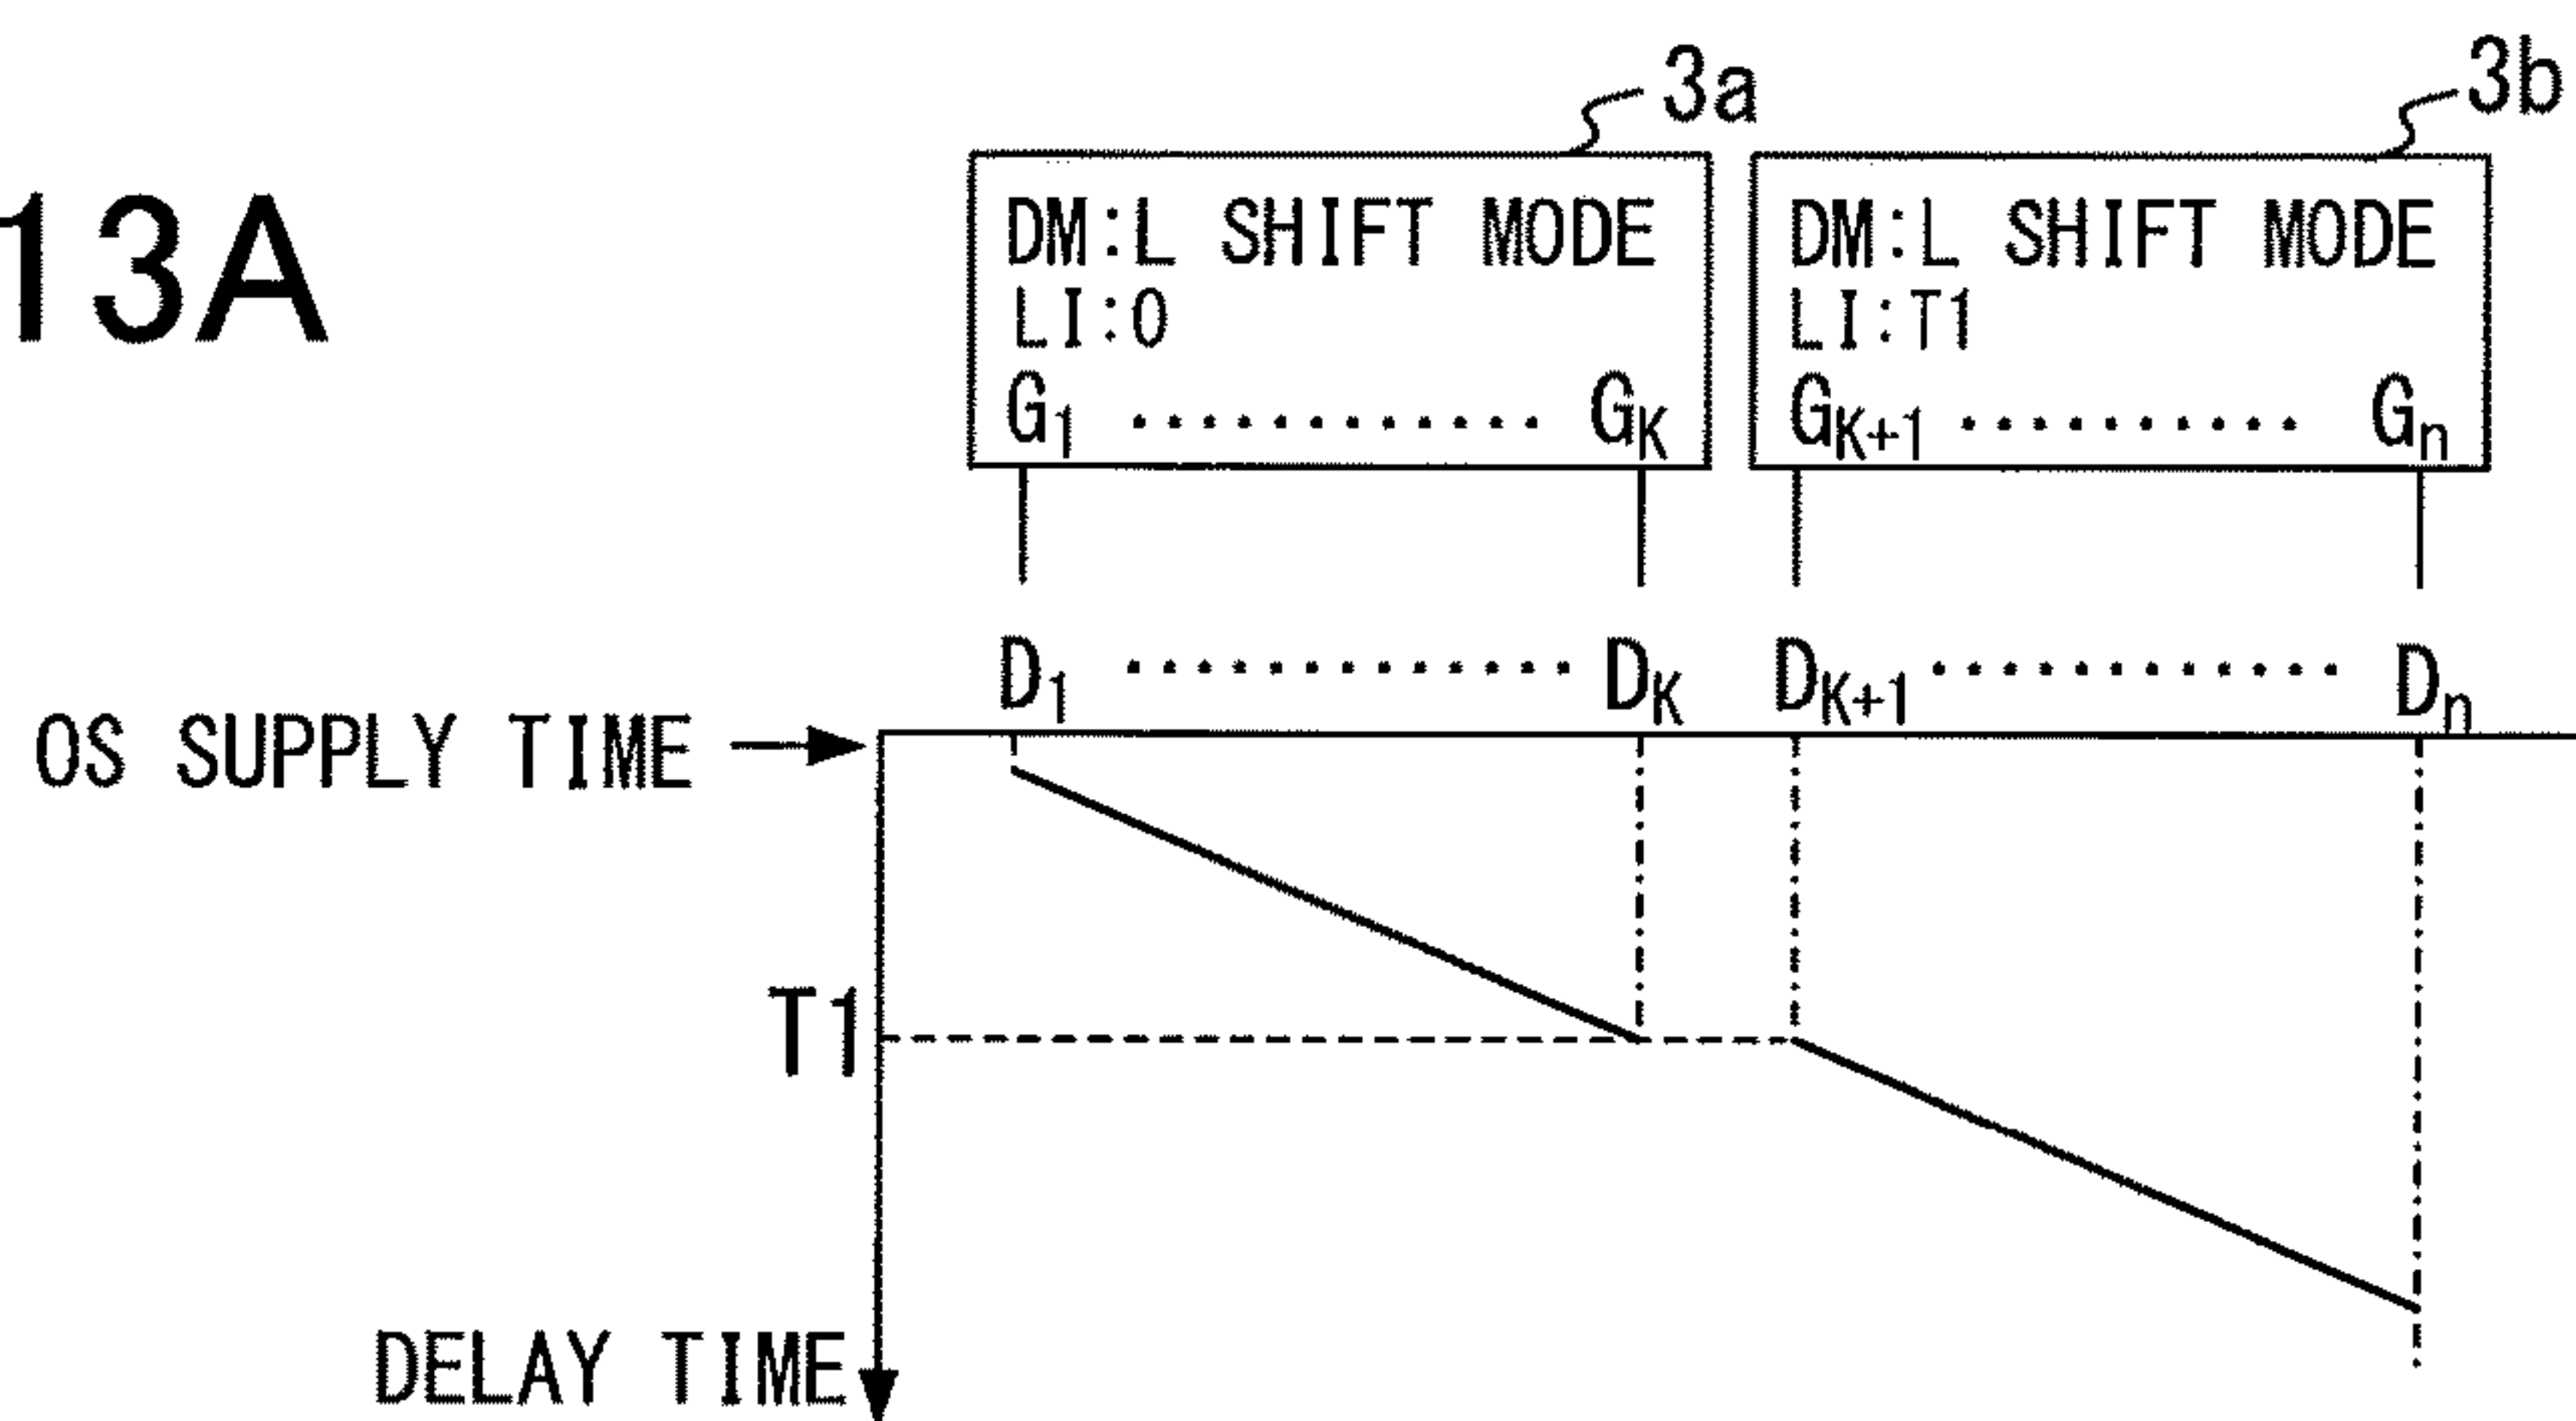 13A
3a
3b
DM:L SHIFT MODE
LI:0
G1 ............ GK
DM:L SHIFT MODE
LI:T1
GK+1 .......... Gn
D1 ............. DK
DK+1 ............ Dn
OS SUPPLY TIME
T1
DELAY TIME